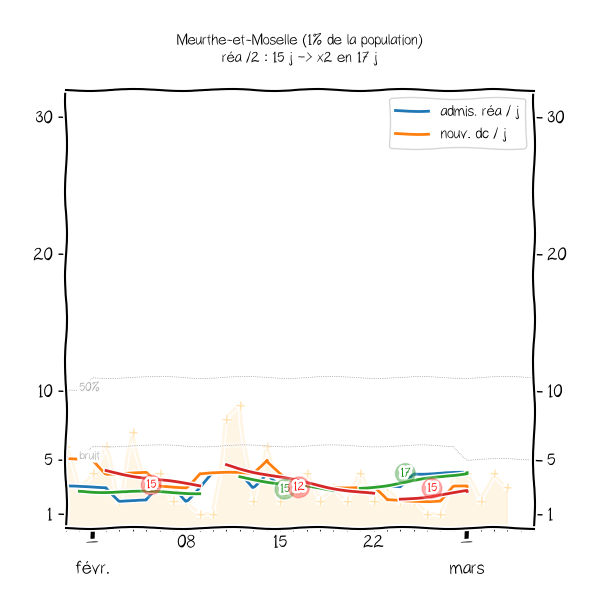 Meurthe-et-Moselle (1% de la population)
réa /2 : 15 j -> x2 en 17 j
admis. réa / j
nouv. dc / j
30
30
20
20
50%
10
10
bruit
5
5
17
15
15
12
15
1
1
08
15
22
févr.
mars